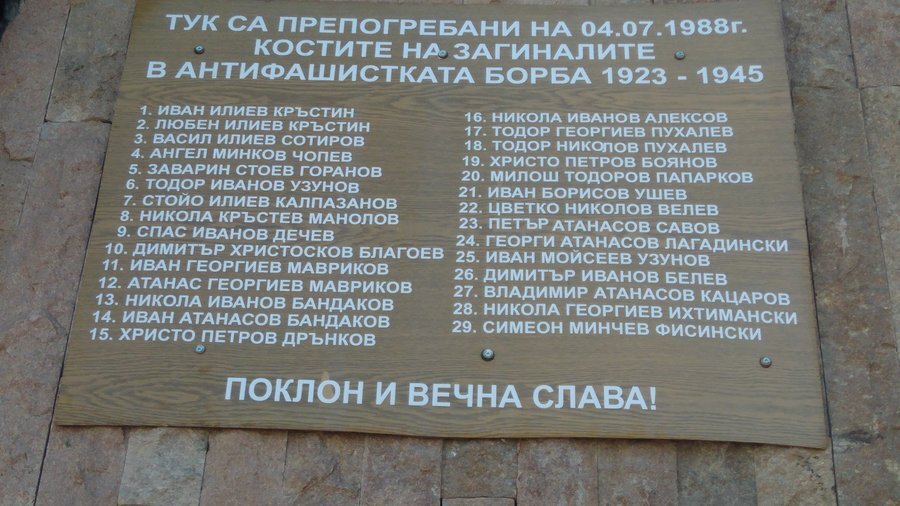 ТУК СА ПРЕПОГРЕБАНИ НА 04.07.1988г.
КОСТИТЕ НА ЗАГИНАЛИТЕ
В АНТИФАШИСТКАТА БОРБА 1923 - 1945
1. ИВАН ИЛИЕВ КРЪСТИН
2. ЛЮБЕН ИЛИЕВ КРЪСТИН
3. ВАСИЛ ИЛИЕВ СОТИРОВ
4. АНГЕЛ МИНКОВ ЧОПЕВ
5. ЗАВАРИН СТОЕВ ГОРАНОВ
6. ТОДОР ИВАНОВ УЗУНОВ
7. СТОЙО ИЛИЕВ КАЛПАЗАНОВ
8. НИКОЛА КРЪСТЕВ МАНОЛОВ
9. СПАС ИВАНОВ ДЕЧЕВ
10. ДИМИТЪР ХРИСТОСКОВ БЛАГОЕВ
11. ИВАН ГЕОРГИЕВ МАВРИКОВ
12. АТАНАС ГЕОРГИЕВ МАВРИКОВ
13. НИКОЛА ИВАНОВ БАНДАКОВ
14. ИВАН АТАНАСОВ БАНДАКОВ
15. ХРИСТО ПЕТРОВ ДРЪНКОВ
16. НИКОЛА ИВАНОВ АЛЕКСОВ
17. ТОДОР ГЕОРГИЕВ ПУХАЛЕВ
18. ТОДОР НИКОЛОВ ПУХАЛЕВ
19. ХРИСТО ПЕТРОВ БОЯНОВ
20. МИЛОШ ТОДОРОВ ПАПАРКОВ
21. ИВАН БОРИСОВ УШЕВ
22. ЦВЕТКО НИКОЛОВ ВЕЛЕВ
23. ПЕТЪР АТАНАСОВ САВОВ
24. ГЕОРГИ АТАНАСОВ ЛАГАДИНСКИ
25. ИВАН МОЙСЕЕВ УЗУНОВ
26. ДИМИТЪР ИВАНОВ БЕЛЕВ
27. ВЛАДИМИР АТАНАСОВ КАЦАРОВ
28. НИКОЛА ГЕОРГИЕВ ИХТИМАНСКИ
29. СИМЕОН МИНЧЕВ ФИСИНСКИ
ПОКЛОН И ВЕЧНА СЛАВА!